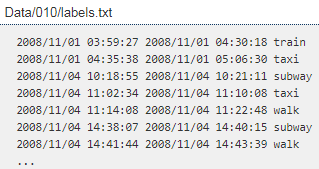 Data/010/labels.txt
2008/11/01 03:59:27 2008/11/01 04:30:18 train
2008/11/01 04:35:38 2008/11/01 05:06:30 taxi
2008/11/04 10:18:55 2008/11/04 10:21:11 subway
2008/11/04 11:02:34 2008/11/04 11:10:08 taxi
2008/11/04 11:14:08 2008/11/04 11:22:48 walk
2008/11/04 14:38:07 2008/11/04 14:40:15 subway
2008/11/04 14:41:44 2008/11/04 14:43:39 walk
...